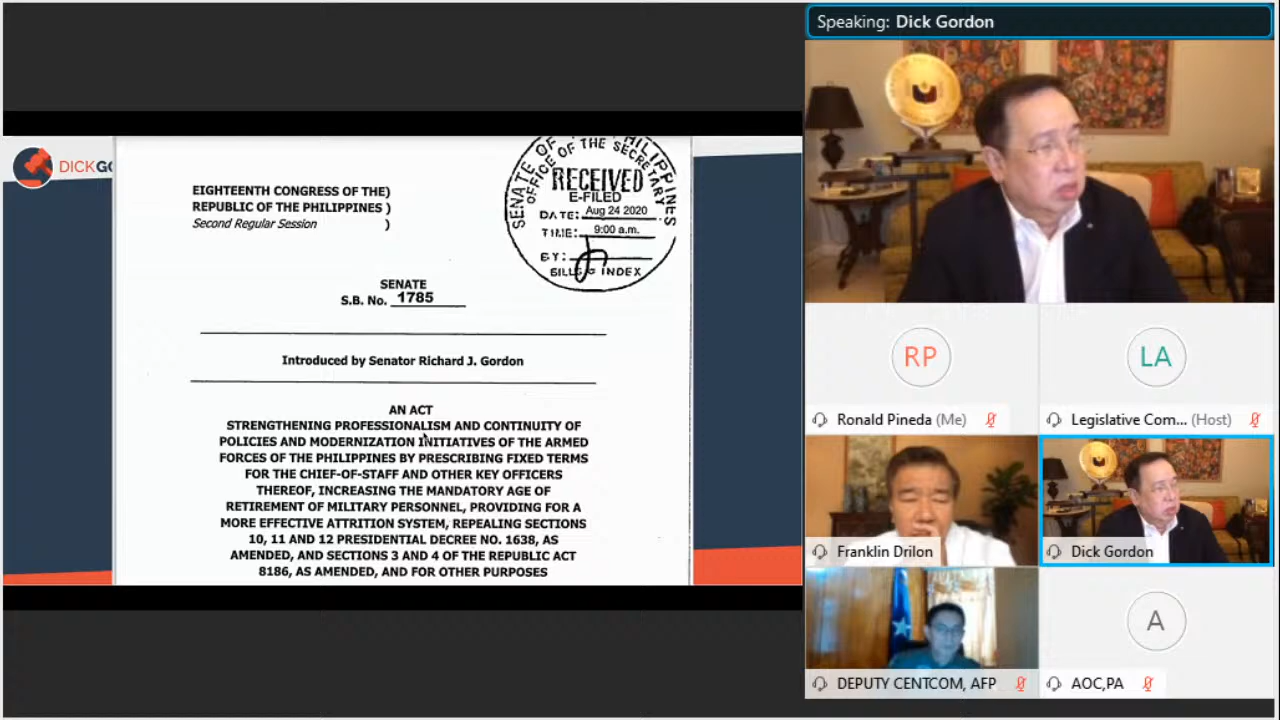 Speaking: Dick Gordon
DICKGO
EIGHTEENTH CONGRESS OF THE)
REPUBLIC OF THE PHILIPPINES )
Second Regular Session )
SENATE OF THE PHILIPPINES
OFFICE OF THE SECRETARY
RECEIVED
E-FILED
DATE: Aug 24 2020
TIME: 9:00 a.m.
BY:
BILLS & INDEX
SENATE
S.B. No. 1785
Introduced by Senator Richard J. Gordon
AN ACT
STRENGTHENING PROFESSIONALISM AND CONTINUITY OF
POLICIES AND MODERNIZATION INITIATIVES OF THE ARMED
FORCES OF THE PHILIPPINES BY PRESCRIBING FIXED TERMS
FOR THE CHIEF-OF-STAFF AND OTHER KEY OFFICERS
THEREOF, INCREASING THE MANDATORY AGE OF
RETIREMENT OF MILITARY PERSONNEL, PROVIDING FOR A
MORE EFFECTIVE ATTRITION SYSTEM, REPEALING SECTIONS
10, 11 AND 12 PRESIDENTIAL DECREE NO. 1638, AS
AMENDED, AND SECTIONS 3 AND 4 OF THE REPUBLIC ACT
8186, AS AMENDED, AND FOR OTHER PURPOSES
RP
LA
Ronald Pineda (Me)
Legislative Com... (Host)
Franklin Drilon
Dick Gordon
A
DEPUTY CENTCOM, AFP
AOC,PA